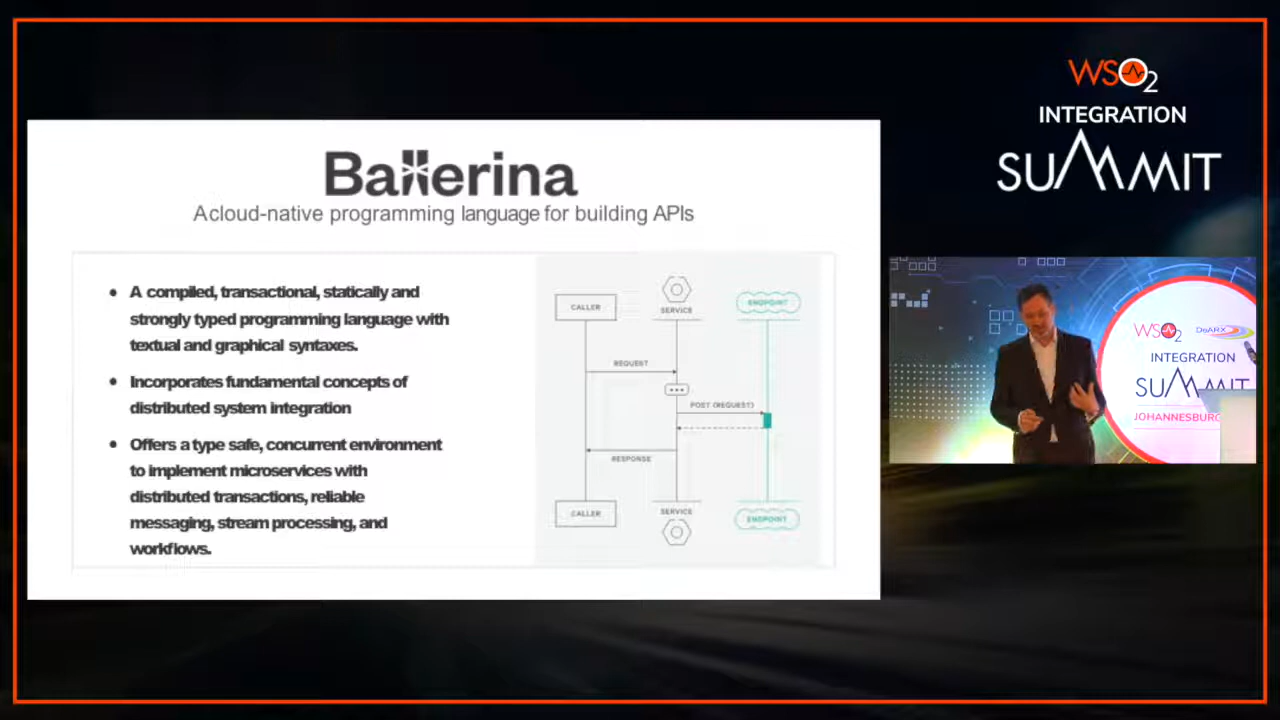 WSO2
INTEGRATION
SUMMIT
Ballerina
A cloud-native programming language for building APIs
• A compiled, transactional, statically and
strongly typed programming language with
textual and graphical syntaxes.
• Incorporates fundamental concepts of
distributed system integration
• Offers a type safe, concurrent environment
to implement microservices with
distributed transactions, reliable
messaging, stream processing, and
workflows.
CALLER
SERVICE
ENDPOINT
REQUEST
POST (REQUEST)
RESPONSE
CALLER
SERVICE
ENDPOINT
WSO2
DqARX
INTEGRATION
SUMMIT
JOHANNESBURG